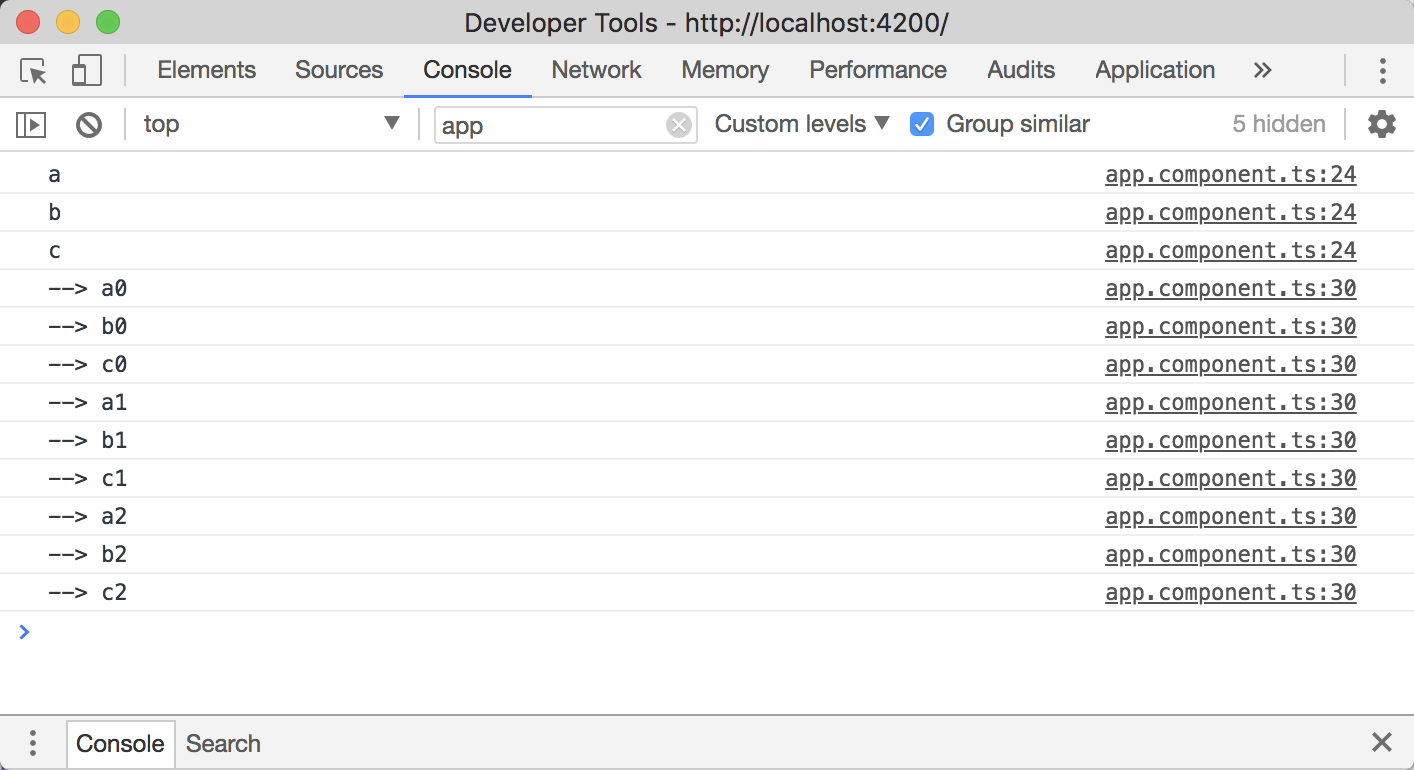 Developer Tools - http://localhost:4200/
Elements Sources Console Network Memory Performance Audits Application
top app Custom levels Group similar 5 hidden
a app.component.ts:24
b app.component.ts:24
c app.component.ts:24
--> a0 app.component.ts:30
--> b0 app.component.ts:30
--> c0 app.component.ts:30
--> a1 app.component.ts:30
--> b1 app.component.ts:30
--> c1 app.component.ts:30
--> a2 app.component.ts:30
--> b2 app.component.ts:30
--> c2 app.component.ts:30
Console Search